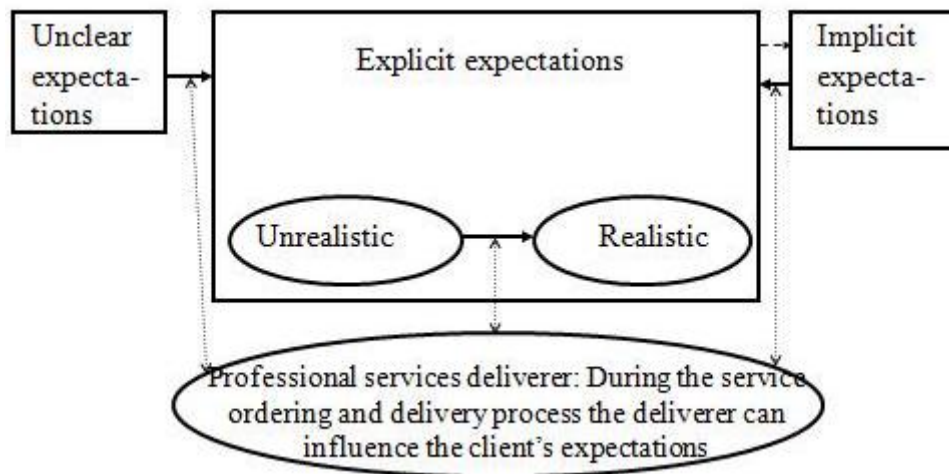 Unclear
expecta-
tions
Explicit expectations
Implicit
expecta-
tions
Unrealistic
Realistic
Professional services deliverer: During the service
ordering and delivery process the deliverer can
influence the client's expectations